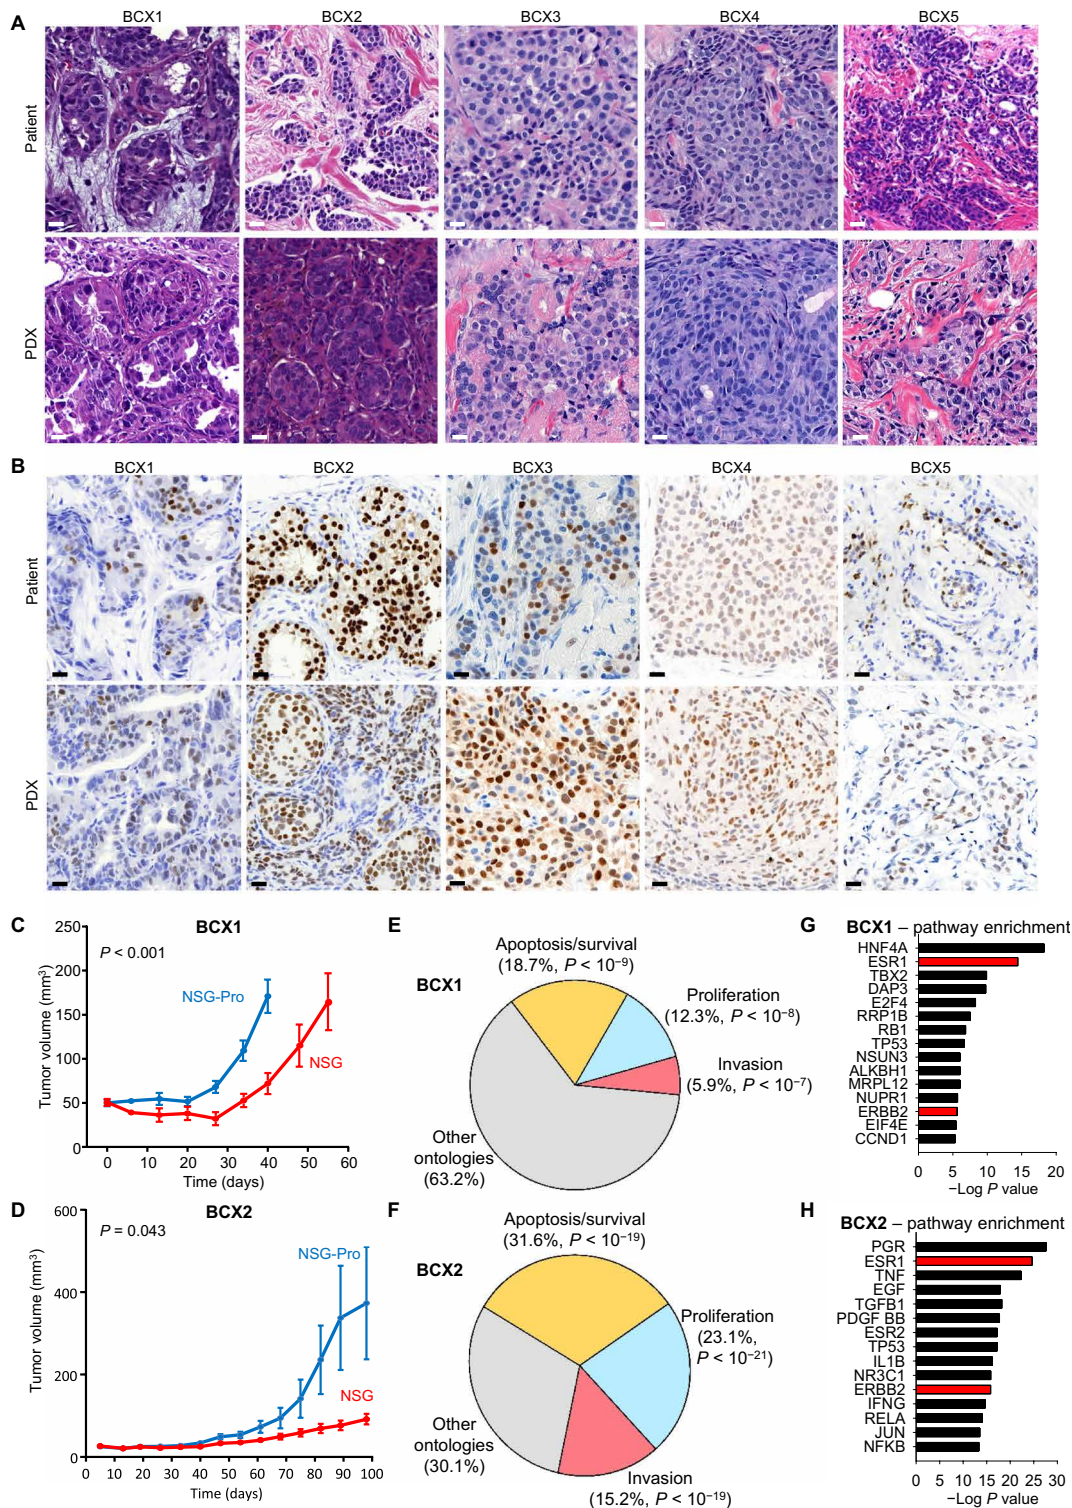 A
BCX1 BCX2 BCX3 BCX4 BCX5
Patient
PDX
B
BCX1 BCX2 BCX3 BCX4 BCX5
Patient
PDX
C
BCX1
P < 0.001
NSG-Pro
NSG
Tumor volume (mm³)
250
200
150
100
50
0
0 10 20 30 40 50 60
Time (days)
D
BCX2
P = 0.043
NSG-Pro
NSG
Tumor volume (mm³)
600
400
200
0
0 10 20 30 40 50 60 70 80 90 100
Time (days)
E
BCX1
Apoptosis/survival
(18.7%, P < 10⁻⁹)
Proliferation
(12.3%, P < 10⁻⁸)
Invasion
(5.9%, P < 10⁻⁷)
Other
ontologies
(63.2%)
F
BCX2
Apoptosis/survival
(31.6%, P < 10⁻¹⁹)
Proliferation
(23.1%,
P < 10⁻²¹)
Invasion
(15.2%, P < 10⁻¹⁹)
Other
ontologies
(30.1%)
G
BCX1 – pathway enrichment
HNF4A
ESR1
TBX2
DAP3
E2F4
RRP1B
RB1
TP53
NSUN3
ALKBH1
MRPL12
NUPR1
ERBB2
EIF4E
CCND1
0 5 10 15 20
−Log P value
H
BCX2 – pathway enrichment
PGR
ESR1
TNF
EGF
TGFB1
PDGF BB
ESR2
TP53
IL1B
NR3C1
ERBB2
IFNG
RELA
JUN
NFKB
0 5 10 15 20 25 30
−Log P value